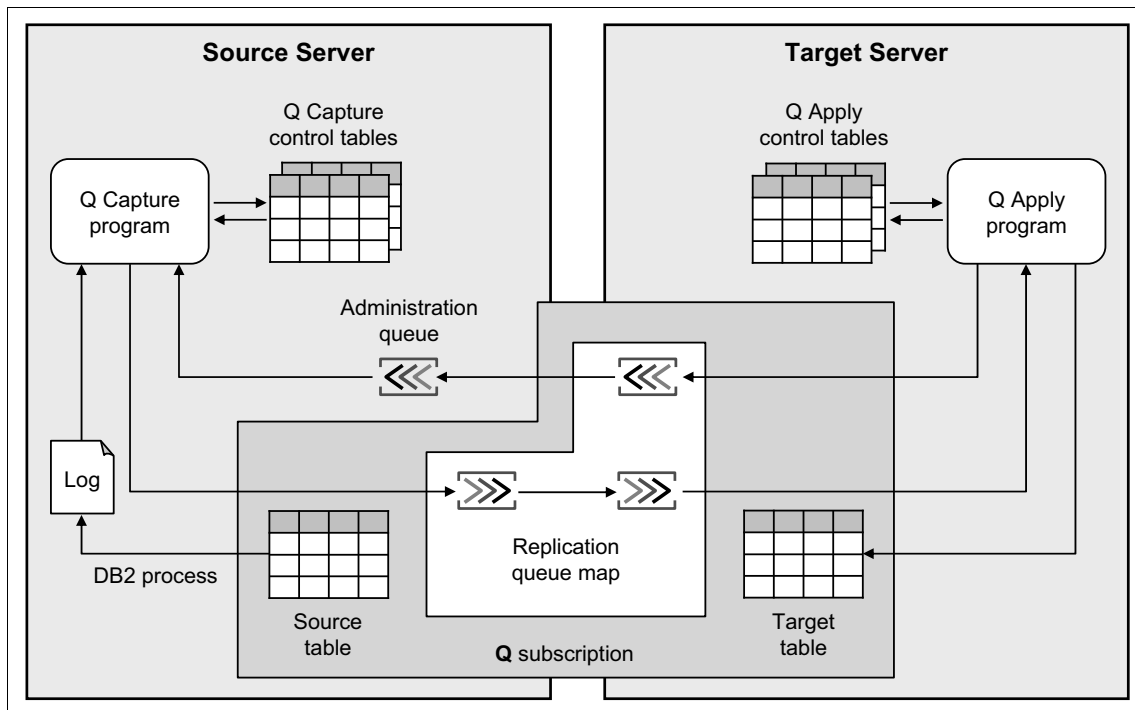 Source Server
Target Server
Q Capture
control tables
Q Apply
control tables
Q Capture
program
Q Apply
program
Administration
queue
Log
Replication
queue map
DB2 process
Source
table
Target
table
Q subscription